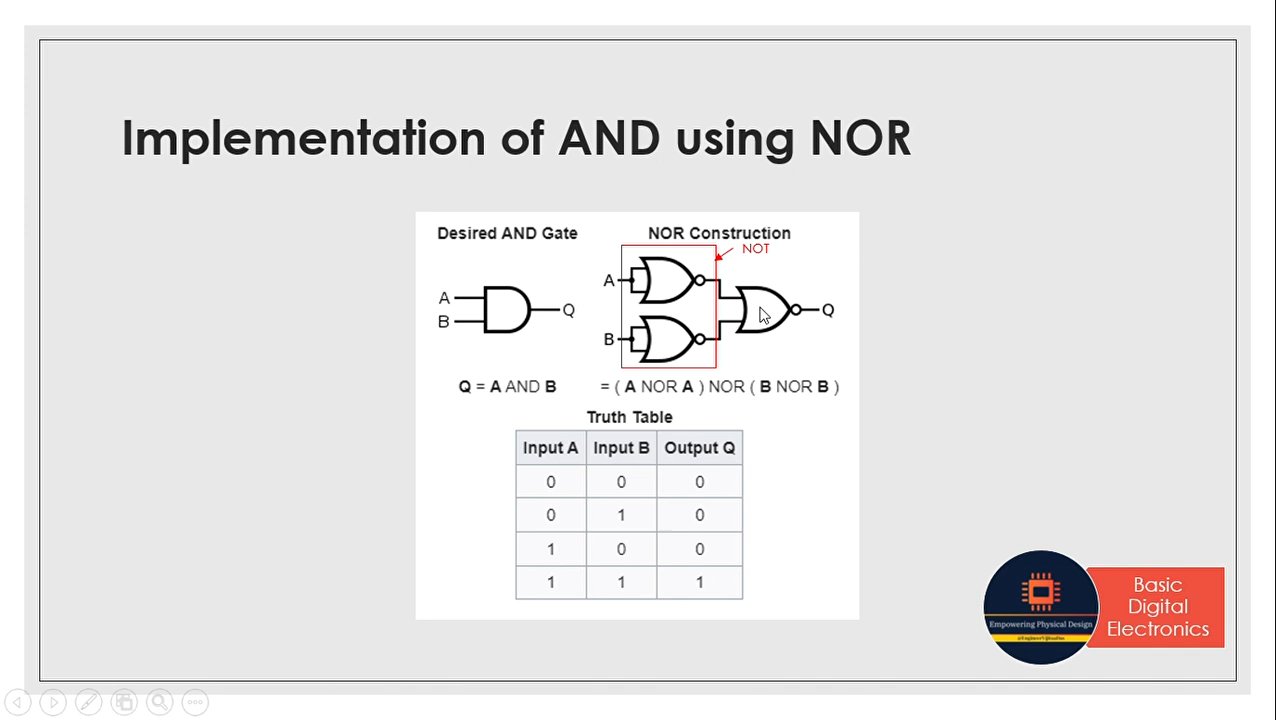 Implementation of AND using NOR
Desired AND Gate
NOR Construction
NOT
A
B
Q
A
B
Q
Q = A AND B
= ( A NOR A ) NOR ( B NOR B )
Truth Table
Input A Input B Output Q
0 0 0
0 1 0
1 0 0
1 1 1
Empowering Physical Design
Basic
Digital
Electronics